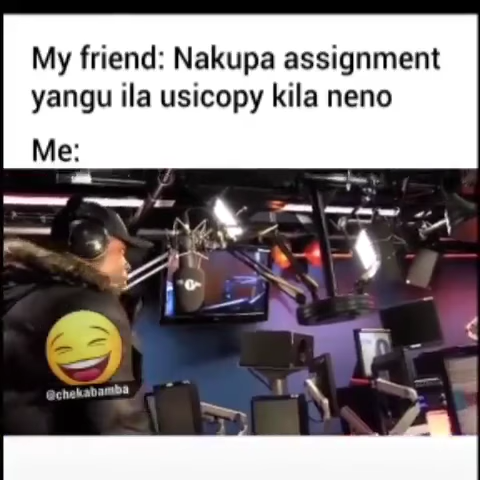 My friend: Nakupa assignment
yangu ila usicopy kila neno
Me:
@chekabamba